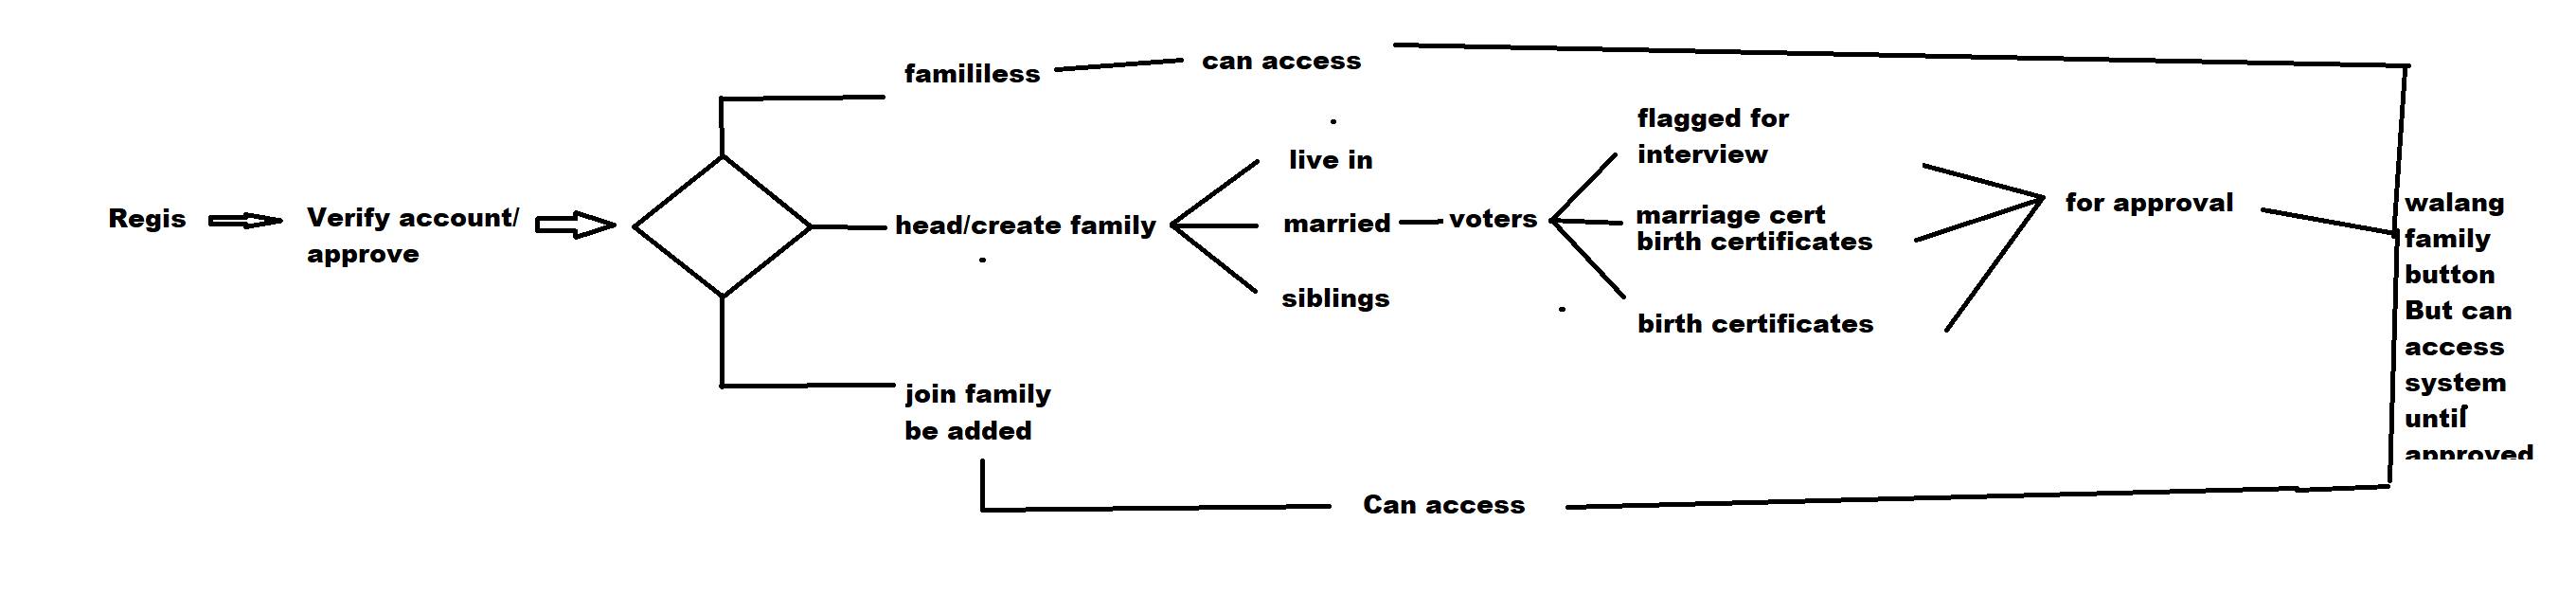 Regis
Verify account/
approve
famililess
can access
head/create family
live in
married
siblings
voters
flagged for
interview
marriage cert
birth certificates
birth certificates
for approval
join family
be added
Can access
walang
family
button
But can
access
system
until
approved